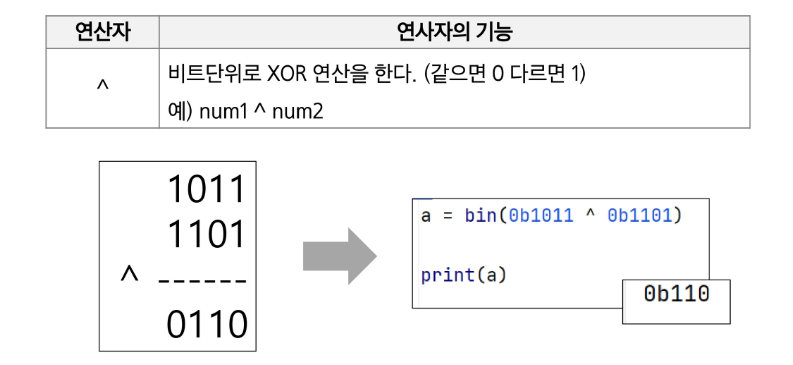 연산자 연사자의 기능
^ 비트단위로 XOR 연산을 한다. (같으면 0 다르면 1)
예) num1 ^ num2
1011
1101
^ ------
0110
a = bin(0b1011 ^ 0b1101)
print(a)
0b110